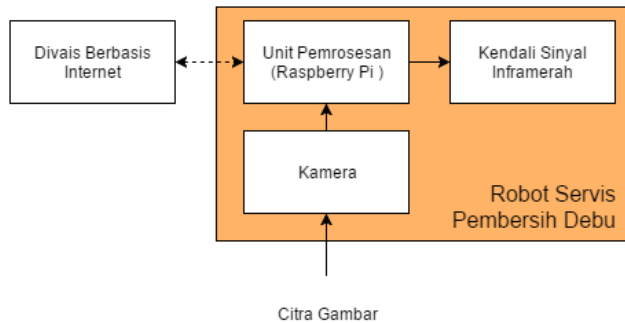 Divais Berbasis
Internet
Unit Pemrosesan
(Raspberry Pi )
Kendali Sinyal
Inframerah
Kamera
Robot Servis
Pembersih Debu
Citra Gambar